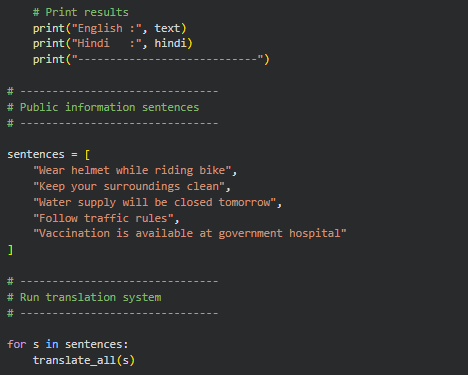 # Print results
    print("English :", text)
    print("Hindi   :", hindi)
    print("----------------------------")
# -------------------------------
# Public information sentences
# -------------------------------
sentences = [
    "Wear helmet while riding bike",
    "Keep your surroundings clean",
    "Water supply will be closed tomorrow",
    "Follow traffic rules",
    "Vaccination is available at government hospital"
]
# -------------------------------
# Run translation system
# -------------------------------
for s in sentences:
    translate_all(s)